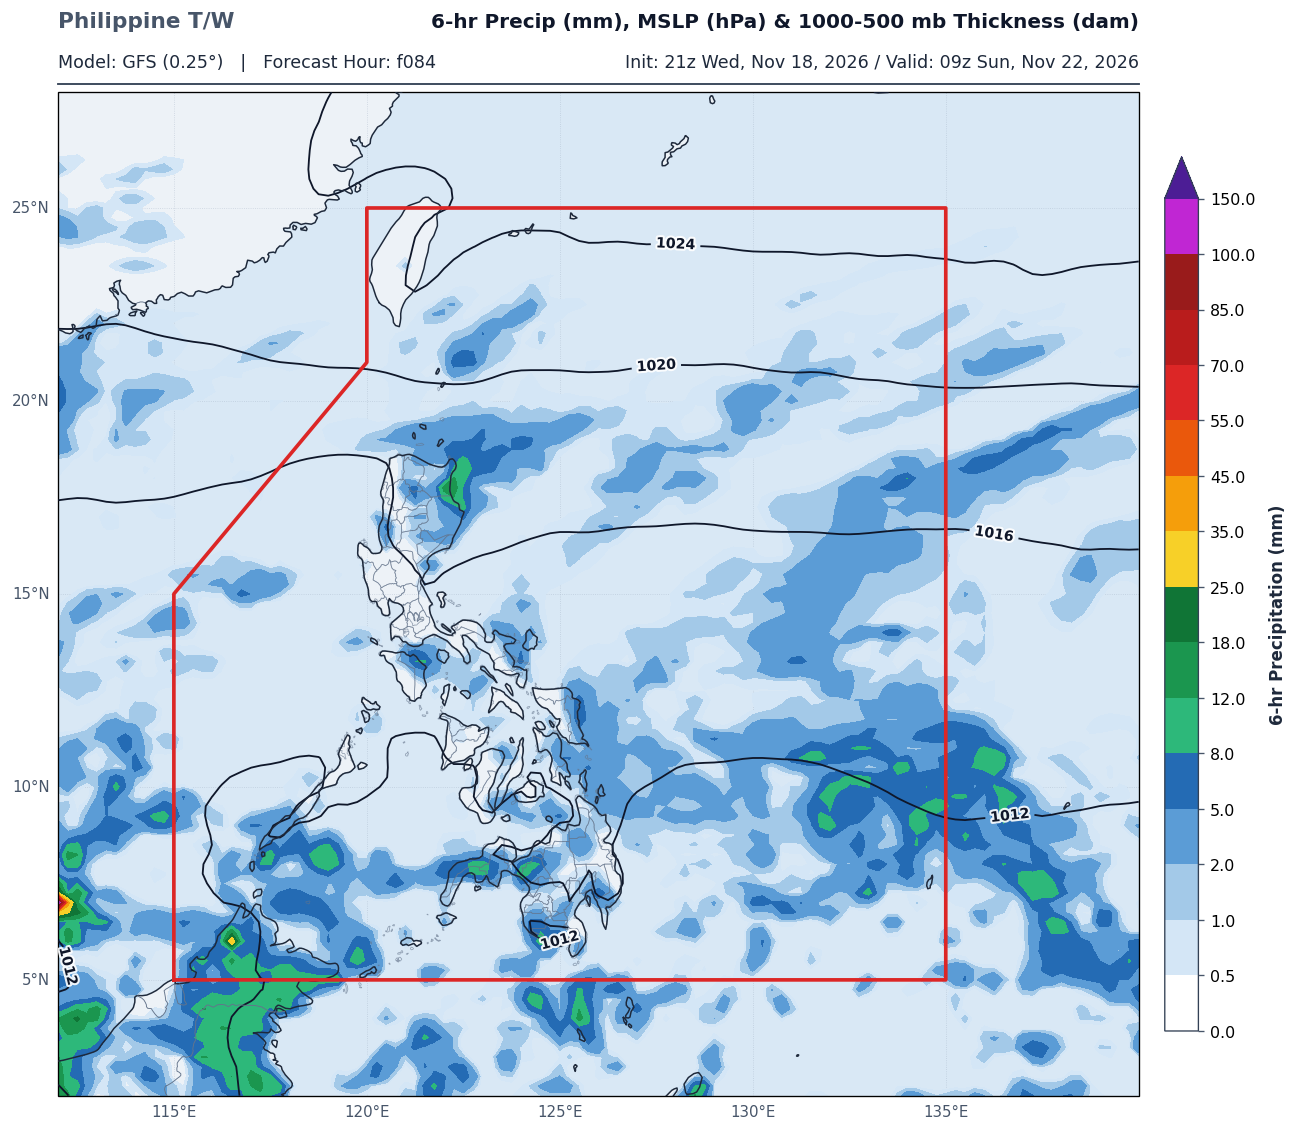 Philippine T/W
6-hr Precip (mm), MSLP (hPa) & 1000-500 mb Thickness (dam)
Model: GFS (0.25°)   |   Forecast Hour: f084
Init: 21z Wed, Nov 18, 2026 / Valid: 09z Sun, Nov 22, 2026
25°N
20°N
15°N
10°N
5°N
115°E
120°E
125°E
130°E
135°E
1024
1020
1016
1012
1012
1012
150.0
100.0
85.0
70.0
55.0
45.0
35.0
25.0
18.0
12.0
8.0
5.0
2.0
1.0
0.5
0.0
6-hr Precipitation (mm)